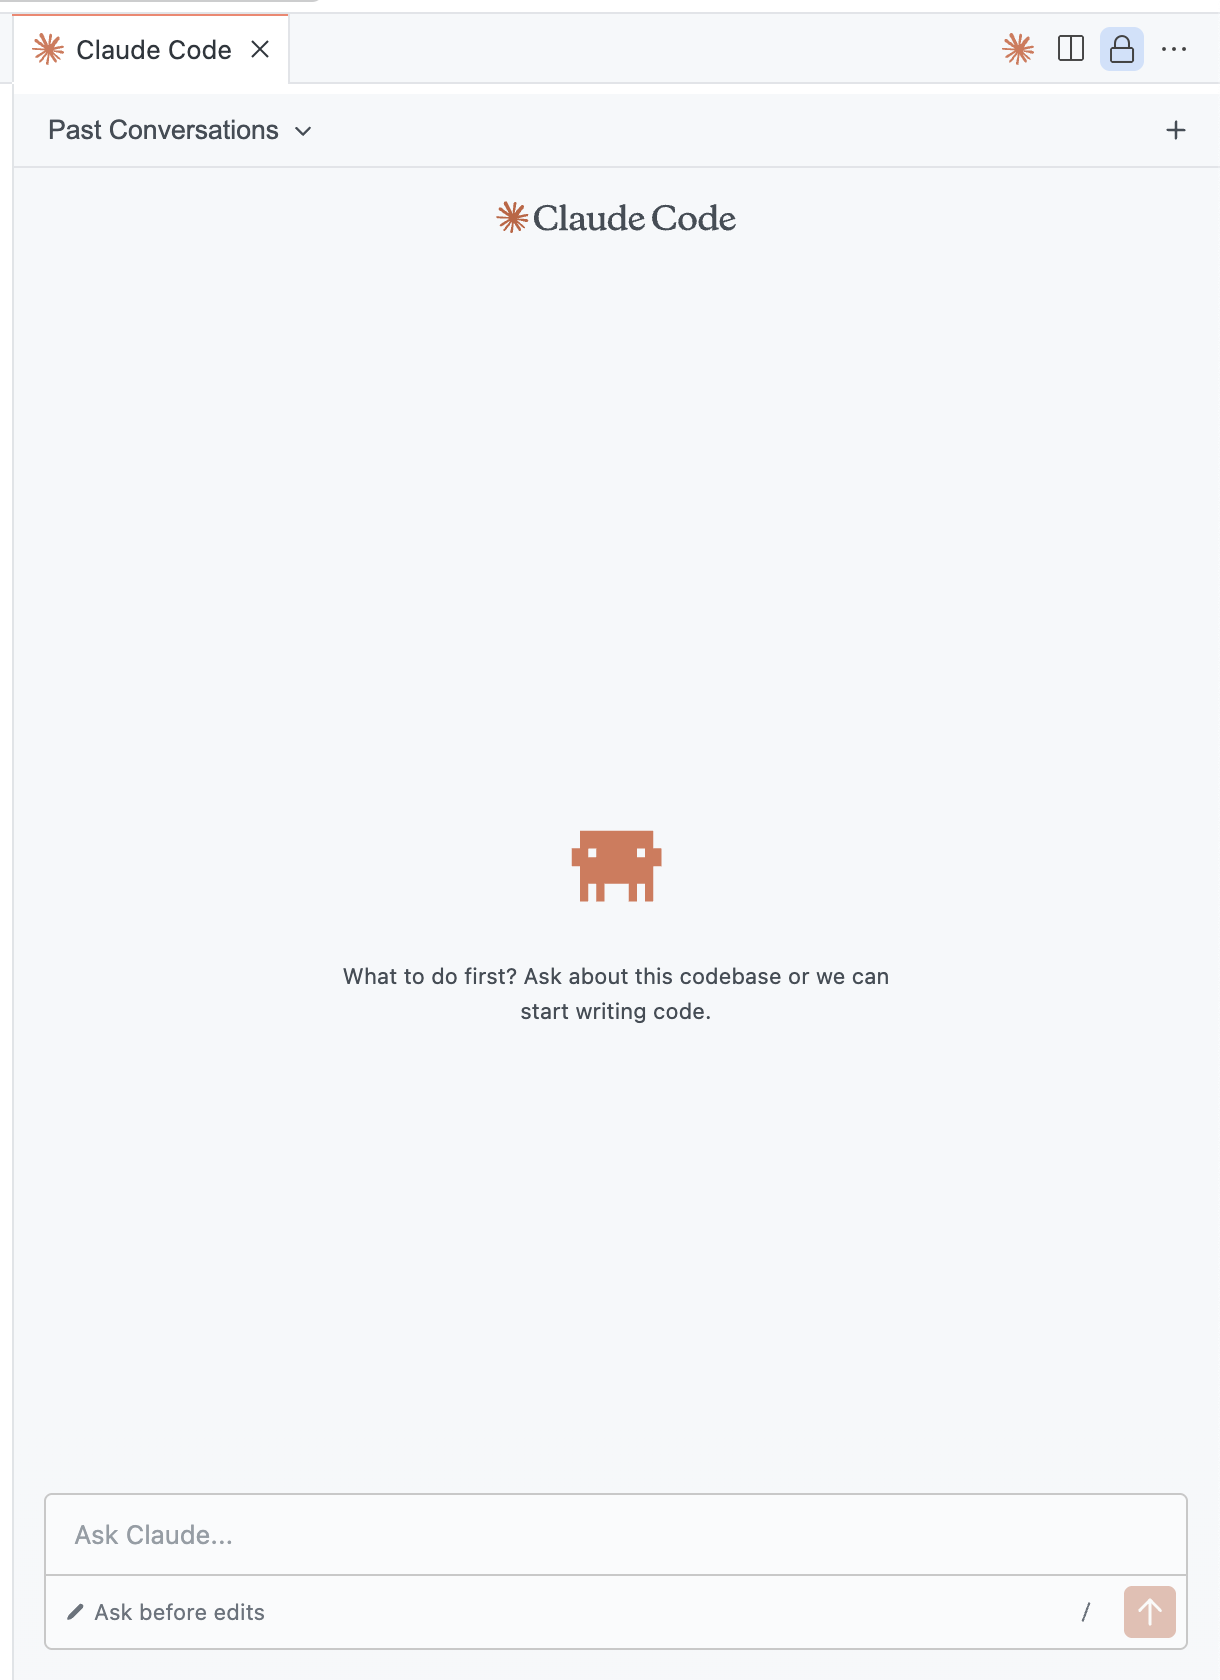 Claude Code
Past Conversations
Claude Code
What to do first? Ask about this codebase or we can
start writing code.
Ask Claude...
Ask before edits
/